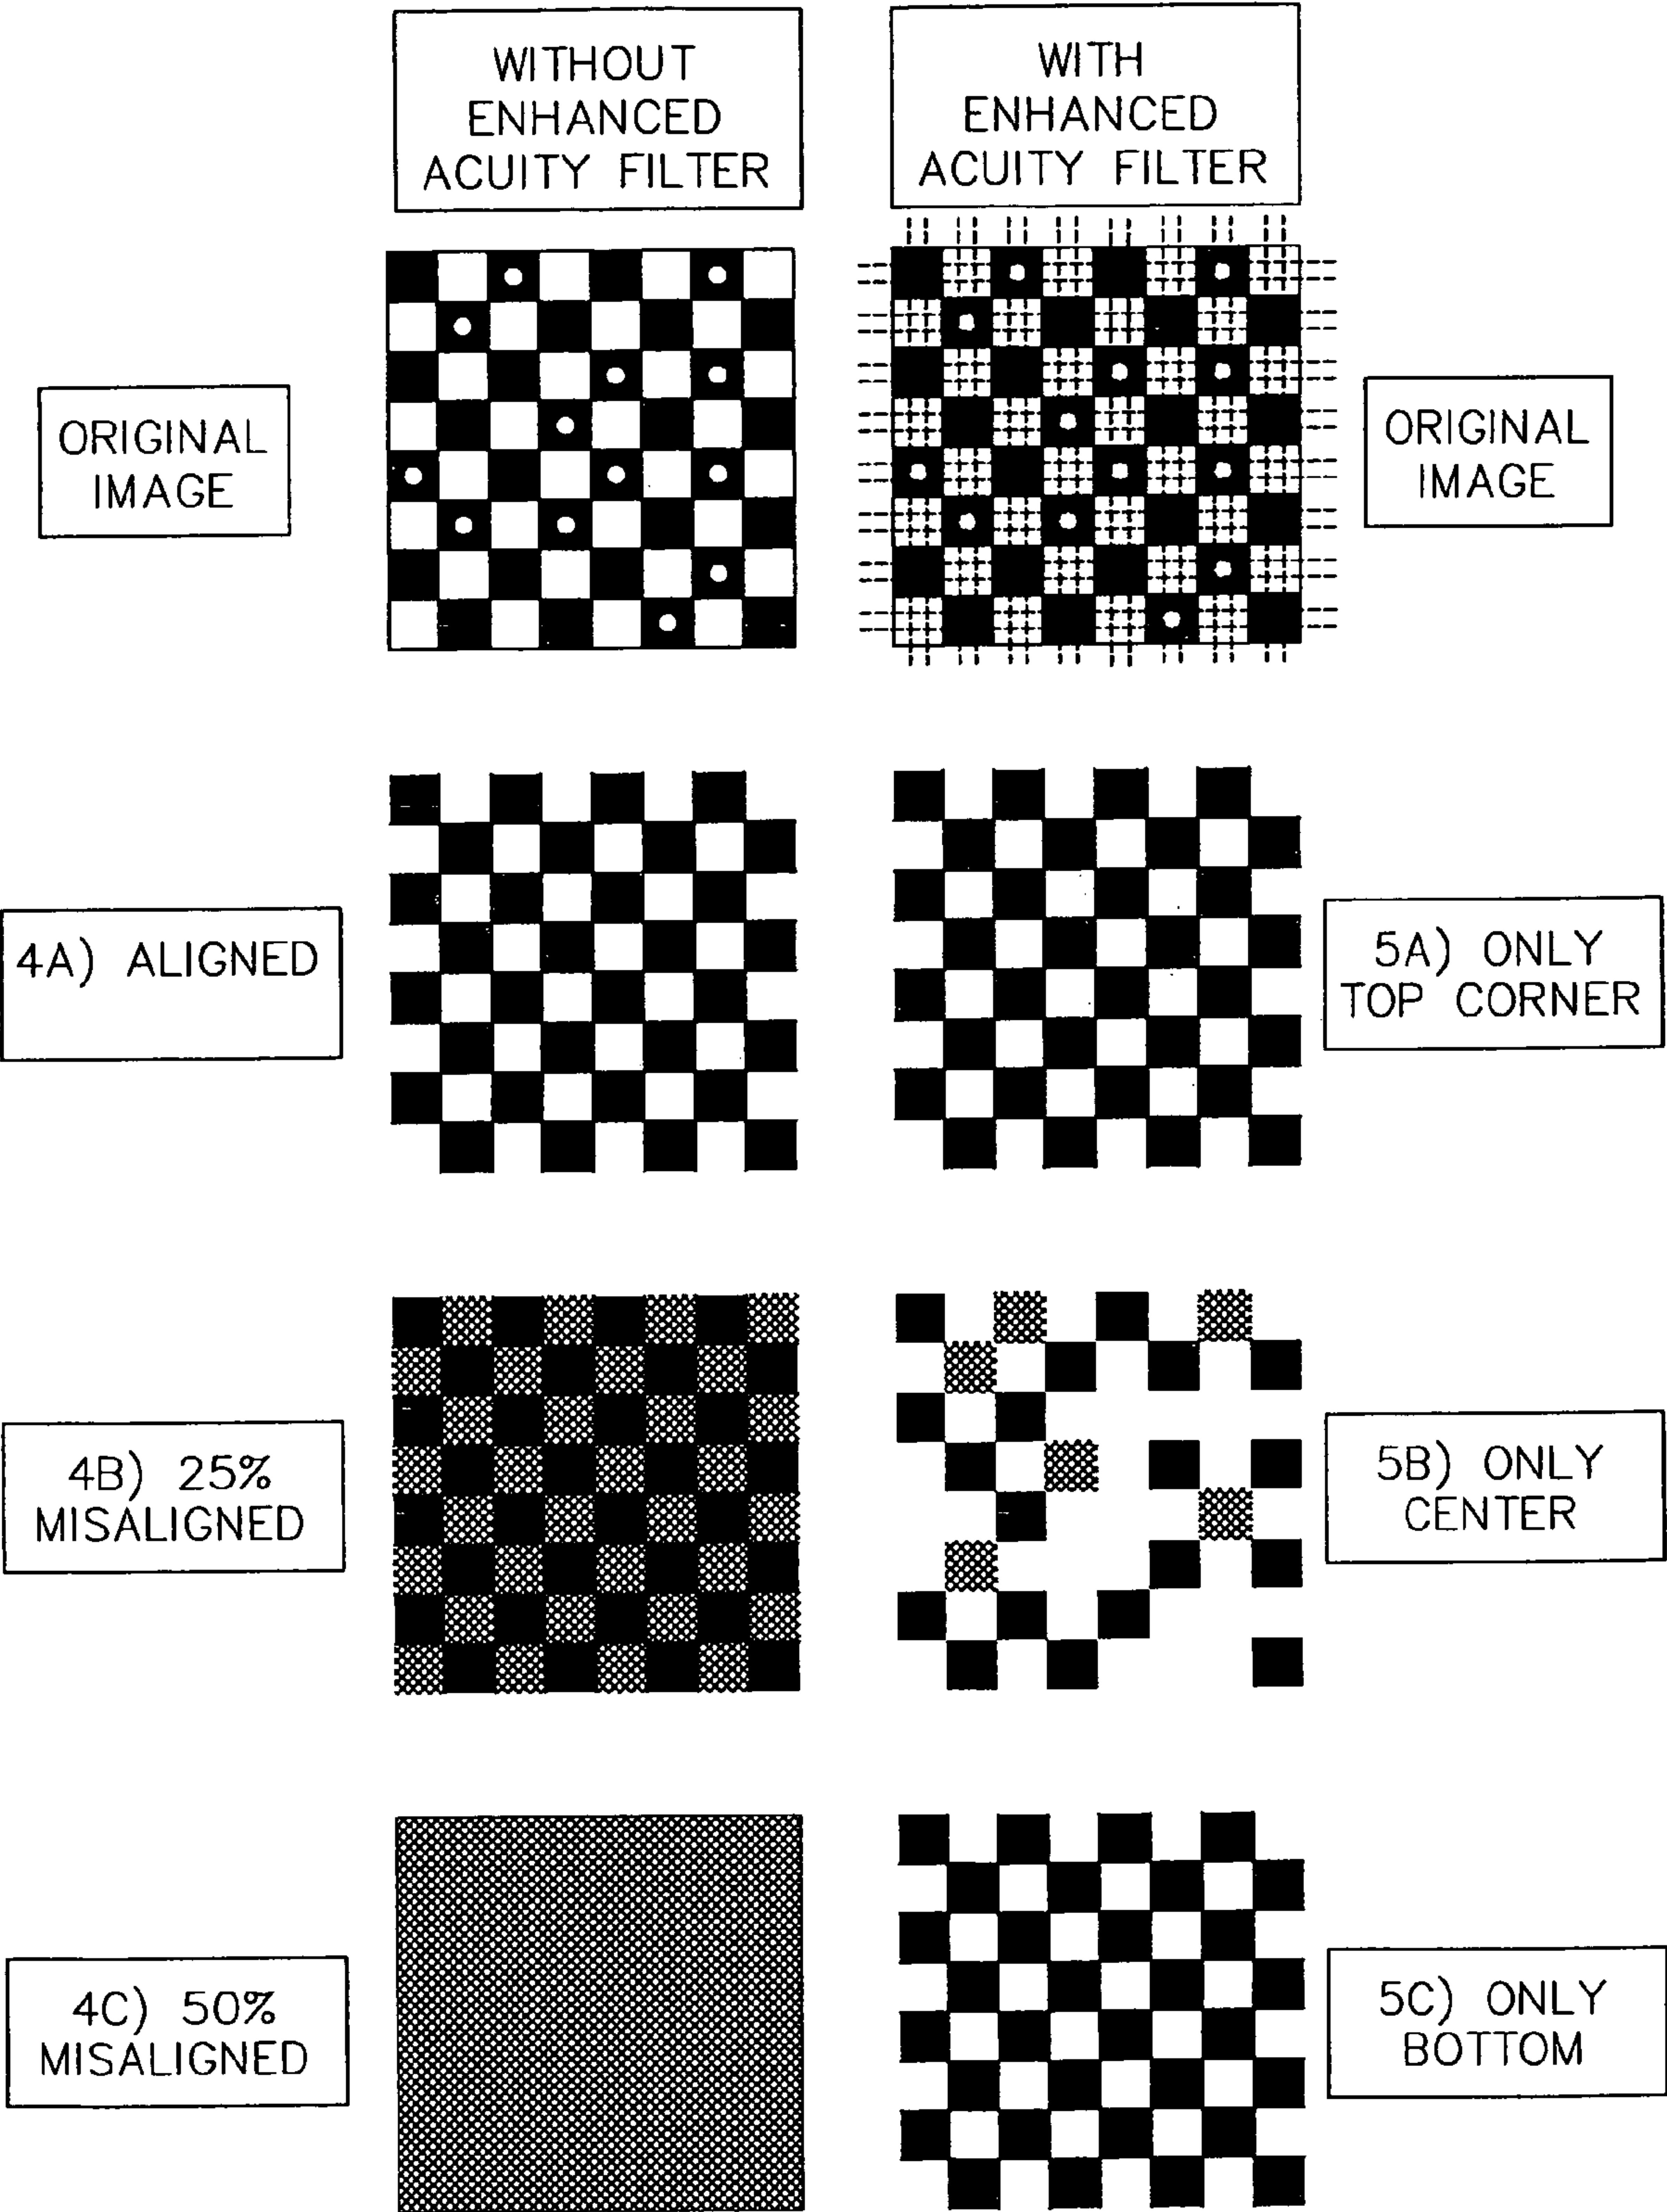 WITHOUT
ENHANCED
ACUITY FILTER
WITH
ENHANCED
ACUITY FILTER
ORIGINAL
IMAGE
ORIGINAL
IMAGE
4A) ALIGNED
5A) ONLY
TOP CORNER
4B) 25%
MISALIGNED
5B) ONLY
CENTER
4C) 50%
MISALIGNED
5C) ONLY
BOTTOM